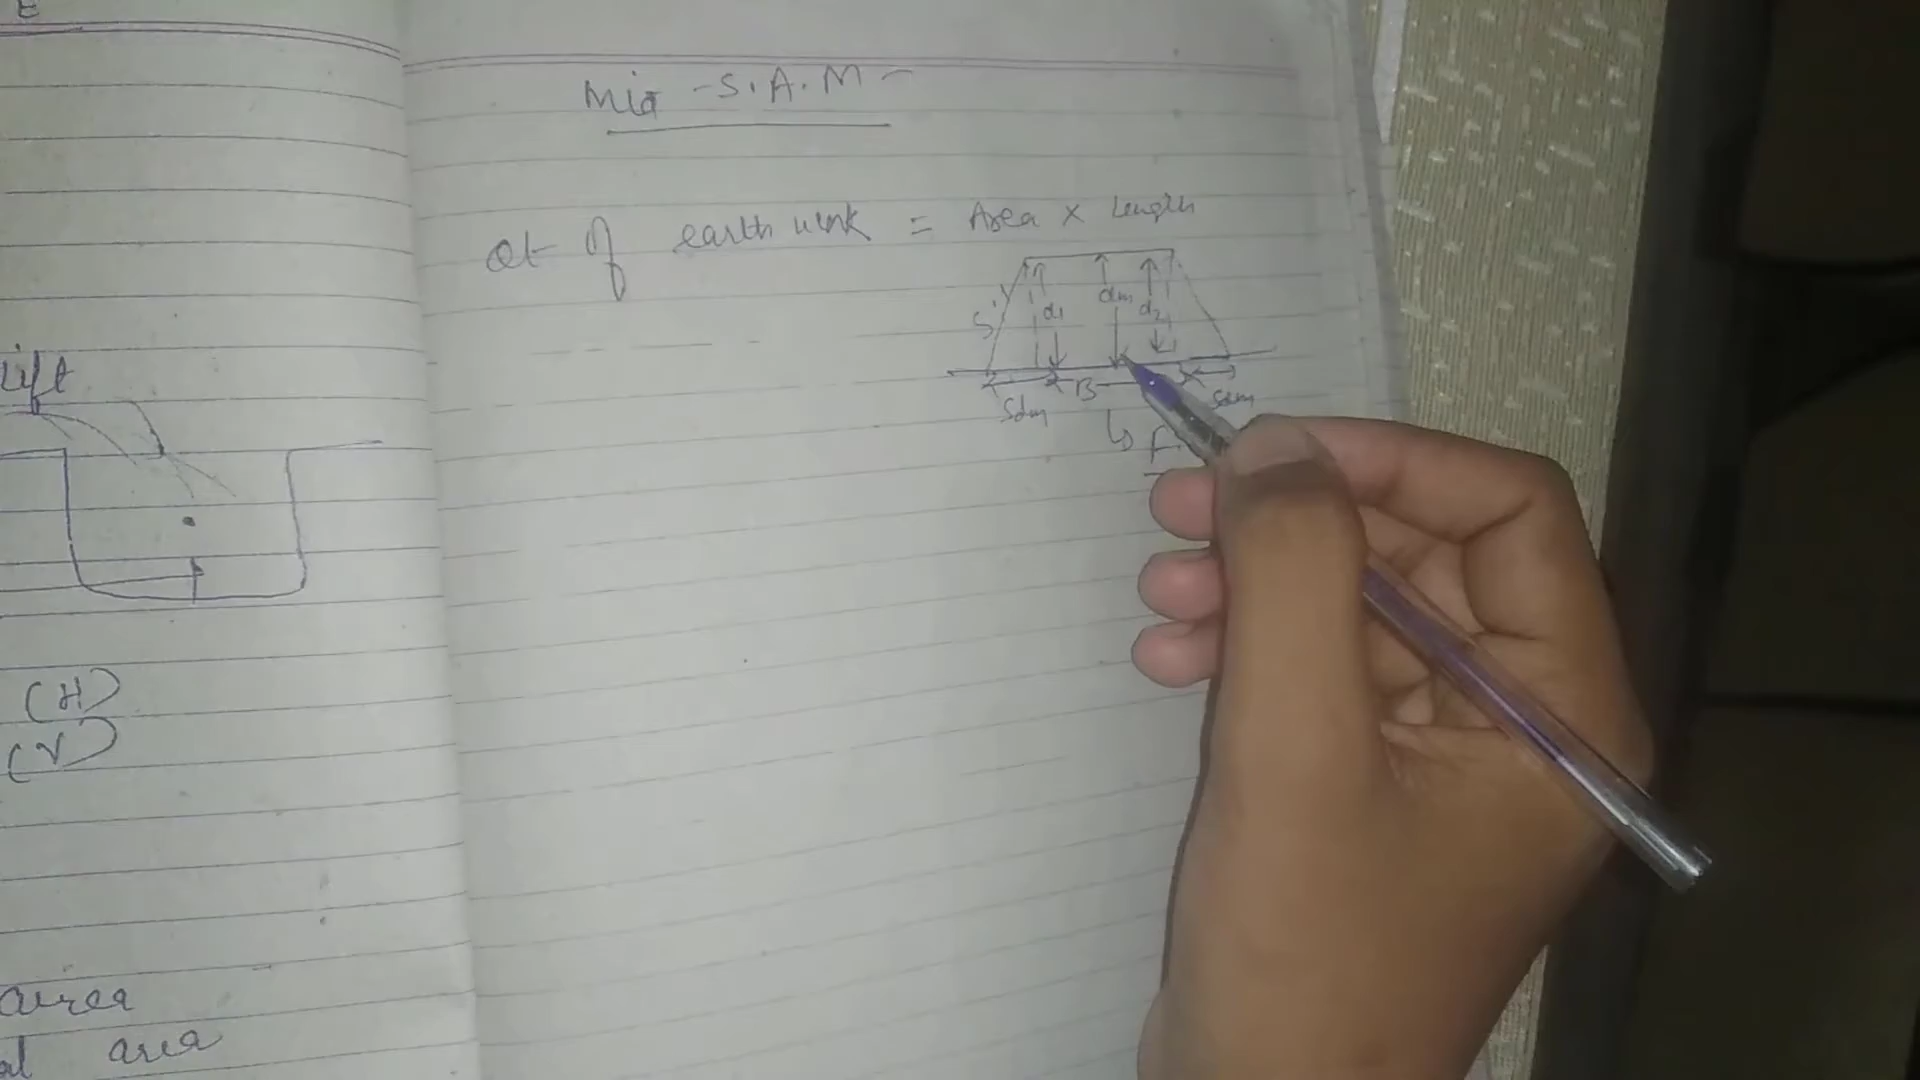 E
Lift
(H)
(V)
area
area
Mid - S.A.M -
Qt of earth work = Area x Length
S
d1
dm
d2
Sdm
B
Sdm